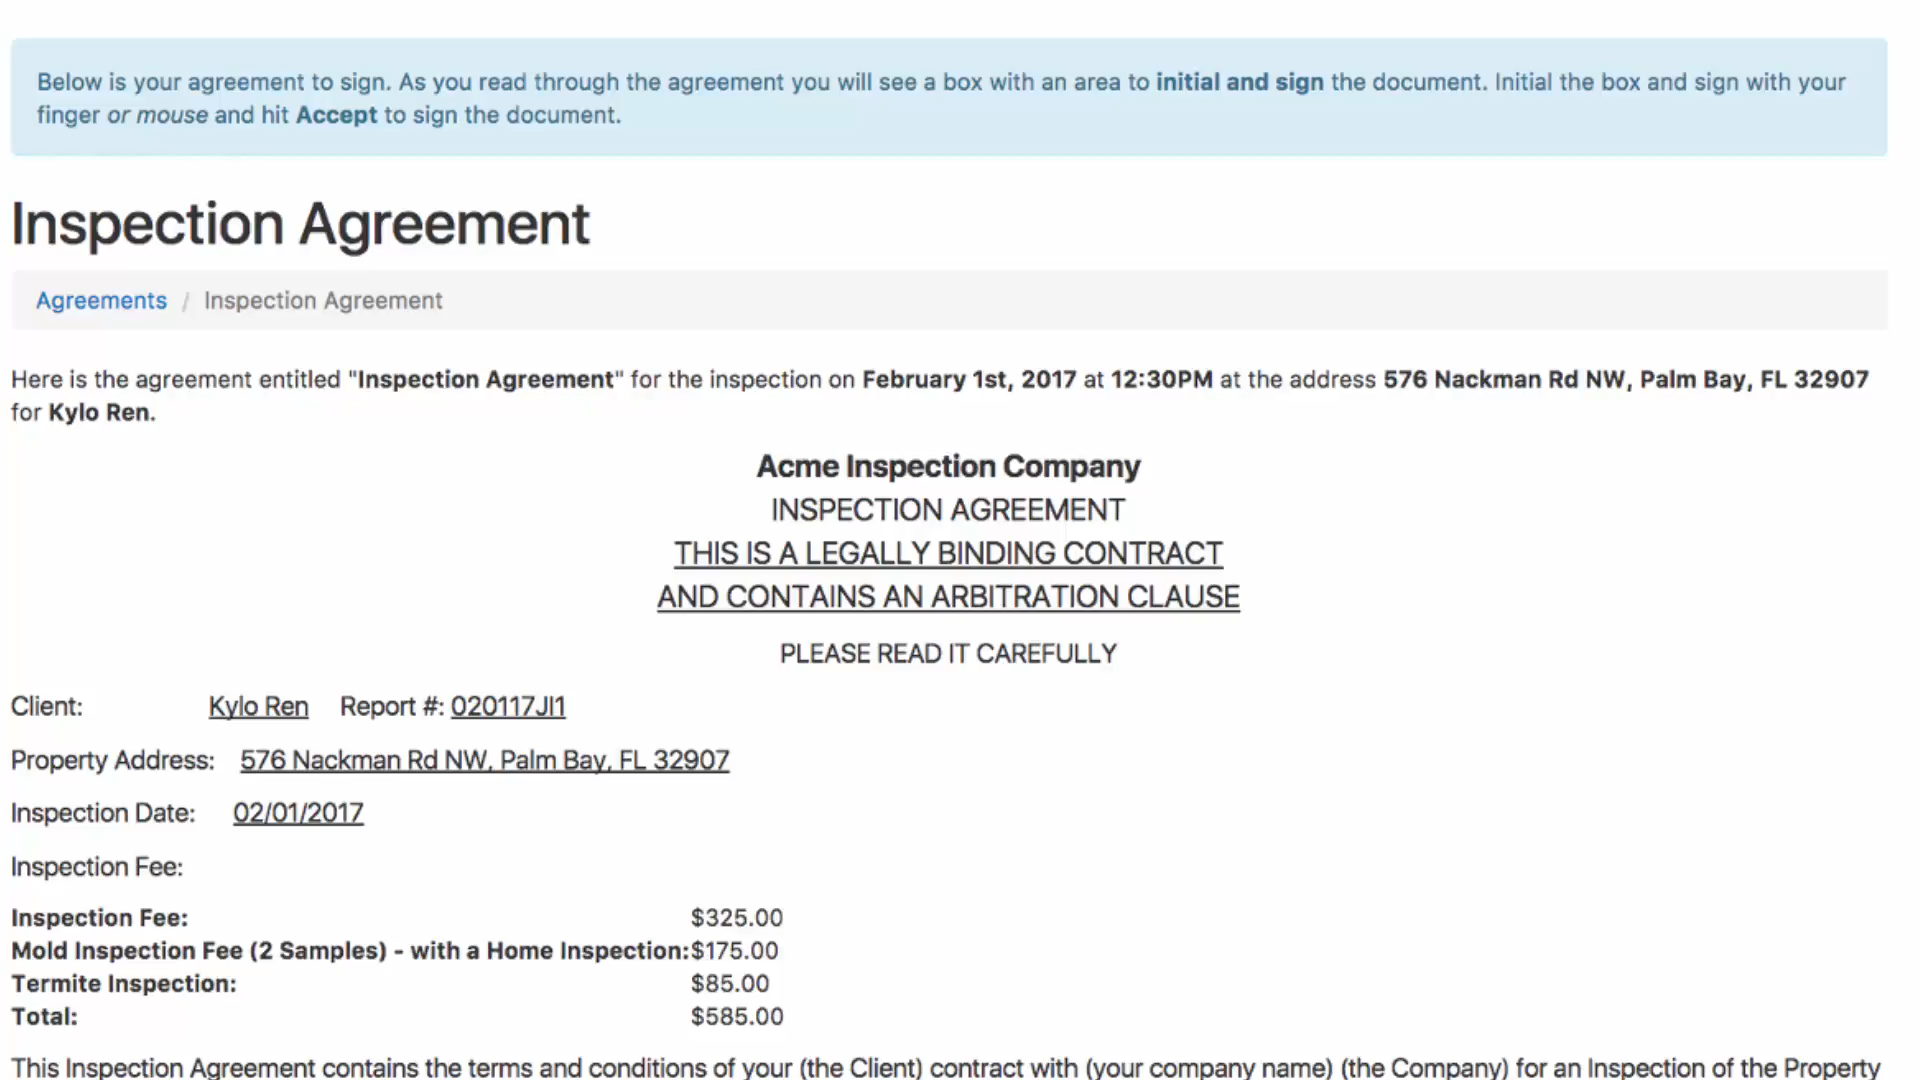 Below is your agreement to sign. As you read through the agreement you will see a box with an area to initial and sign the document. Initial the box and sign with your
finger or mouse and hit Accept to sign the document.
Inspection Agreement
Agreements / Inspection Agreement
Here is the agreement entitled "Inspection Agreement" for the inspection on February 1st, 2017 at 12:30PM at the address 576 Nackman Rd NW, Palm Bay, FL 32907
for Kylo Ren.
Acme Inspection Company
INSPECTION AGREEMENT
THIS IS A LEGALLY BINDING CONTRACT
AND CONTAINS AN ARBITRATION CLAUSE
PLEASE READ IT CAREFULLY
Client: Kylo Ren Report #: 020117JI1
Property Address: 576 Nackman Rd NW, Palm Bay, FL 32907
Inspection Date: 02/01/2017
Inspection Fee:
Inspection Fee: $325.00
Mold Inspection Fee (2 Samples) - with a Home Inspection: $175.00
Termite Inspection: $85.00
Total: $585.00
This Inspection Agreement contains the terms and conditions of your (the Client) contract with (your company name) (the Company) for an Inspection of the Property